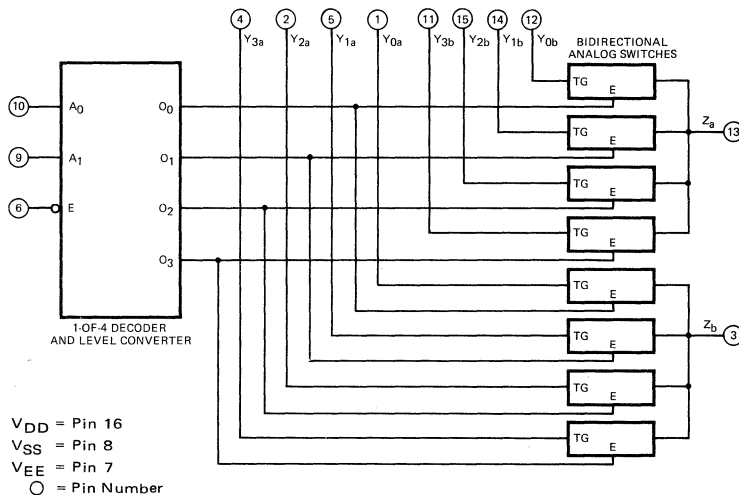 4 2 5 1 11 15 14 12
Y3a Y2a Y1a Y0a Y3b Y2b Y1b Y0b
BIDIRECTIONAL
ANALOG SWITCHES
10 A0 O0
9 A1 O1
6 E O2
O3
1-OF-4 DECODER
AND LEVEL CONVERTER
TG E
TG E
TG E
TG E
Za 13
TG E
TG E
TG E
TG E
Zb 3
VDD = Pin 16
VSS = Pin 8
VEE = Pin 7
= Pin Number